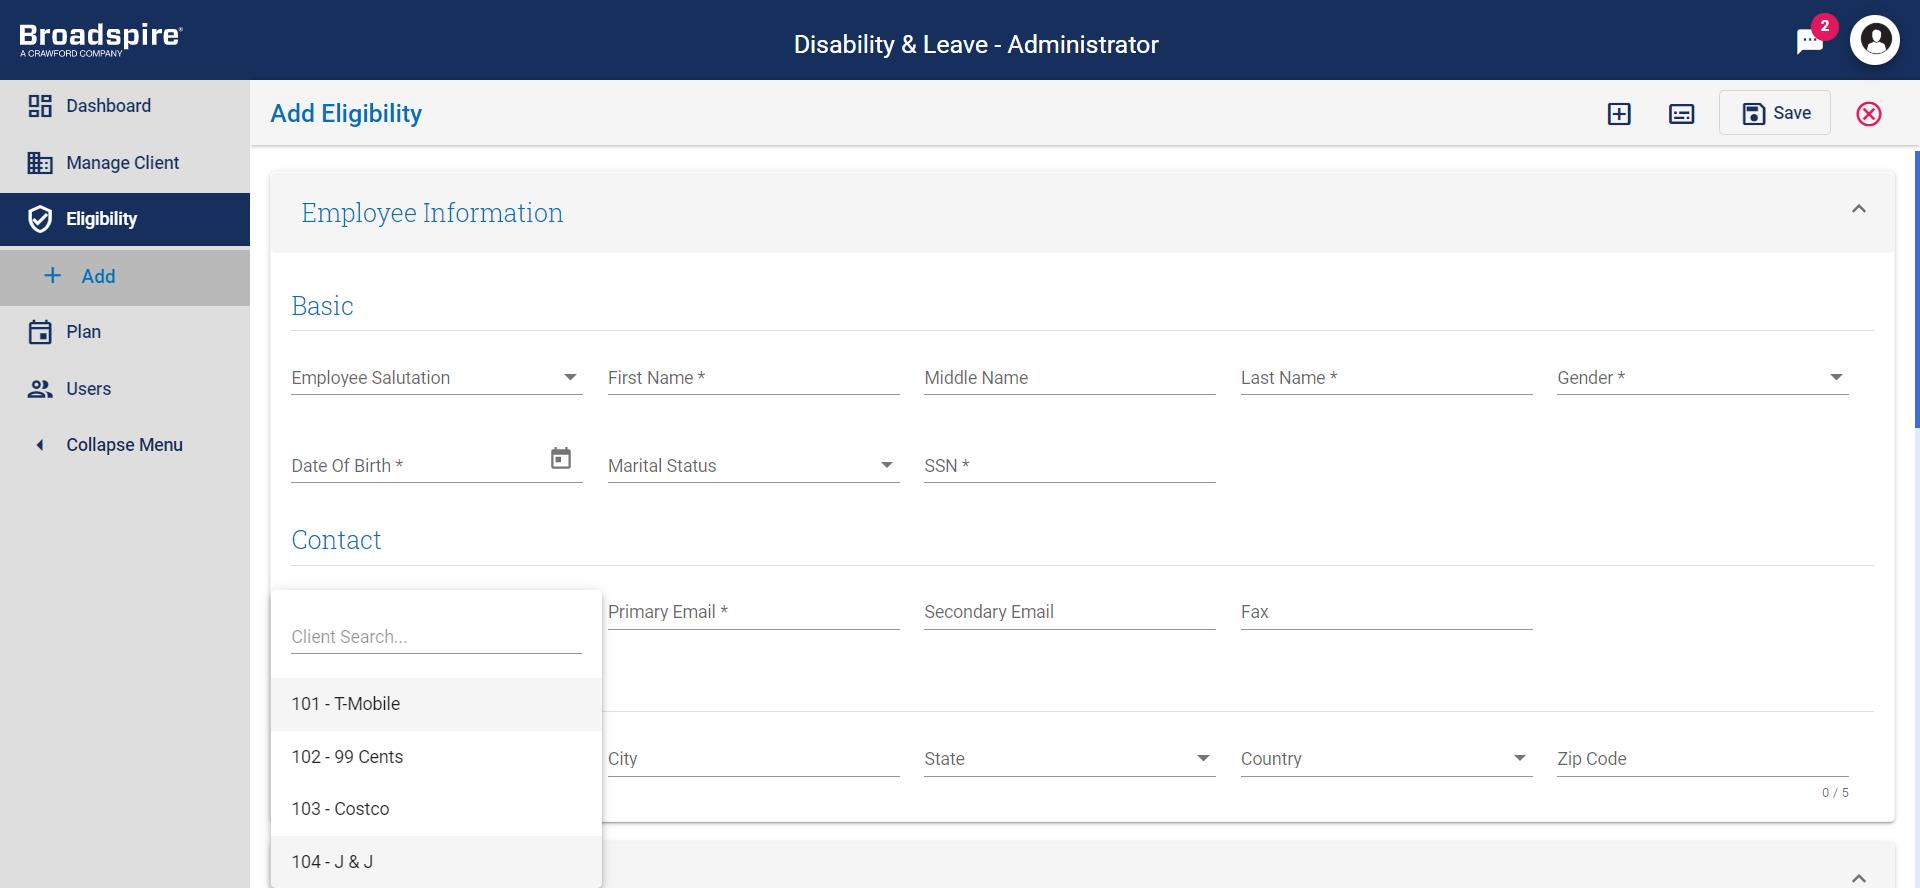 Broadspire®
A CRAWFORD COMPANY
Disability & Leave - Administrator
2
Dashboard
Manage Client
Eligibility
Add
Plan
Users
Collapse Menu
Add Eligibility
Save
Employee Information
Basic
Employee Salutation
First Name *
Middle Name
Last Name *
Gender *
Date Of Birth *
Marital Status
SSN *
Contact
Primary Email *
Secondary Email
Fax
Client Search...
101 - T-Mobile
102 - 99 Cents
103 - Costco
104 - J & J
City
State
Country
Zip Code
0 / 5